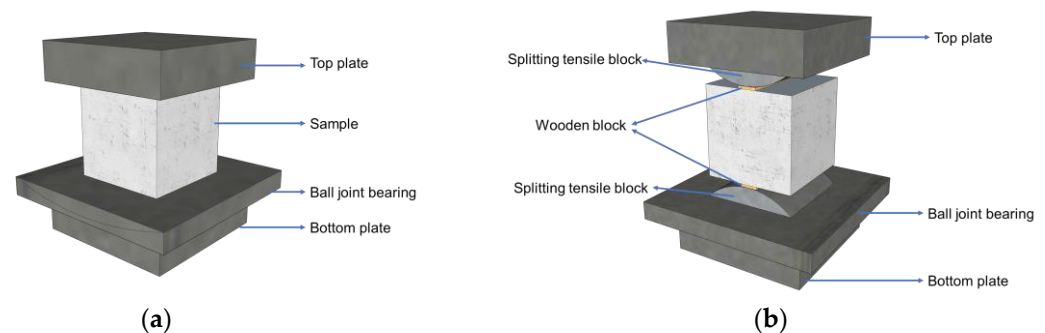 Top plate
Sample
Ball joint bearing
Bottom plate
(a)
Top plate
Splitting tensile block
Wooden block
Splitting tensile block
Ball joint bearing
Bottom plate
(b)